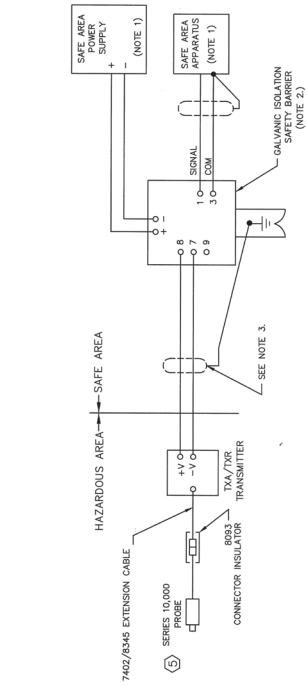 SAFE AREA
POWER
SUPPLY
(NOTE 1)
+
−
SAFE AREA
APPARATUS
(NOTE 1)
GALVANIC ISOLATION
SAFETY BARRIER
(NOTE 2.)
SIGNAL
COM
1
3
−
+
8
7
9
SEE NOTE 3.
HAZARDOUS AREA
SAFE AREA
+V
−V
TXA/TXR
TRANSMITTER
7402/8345 EXTENSION CABLE
8093
CONNECTOR INSULATOR
SERIES 10,000
PROBE
5